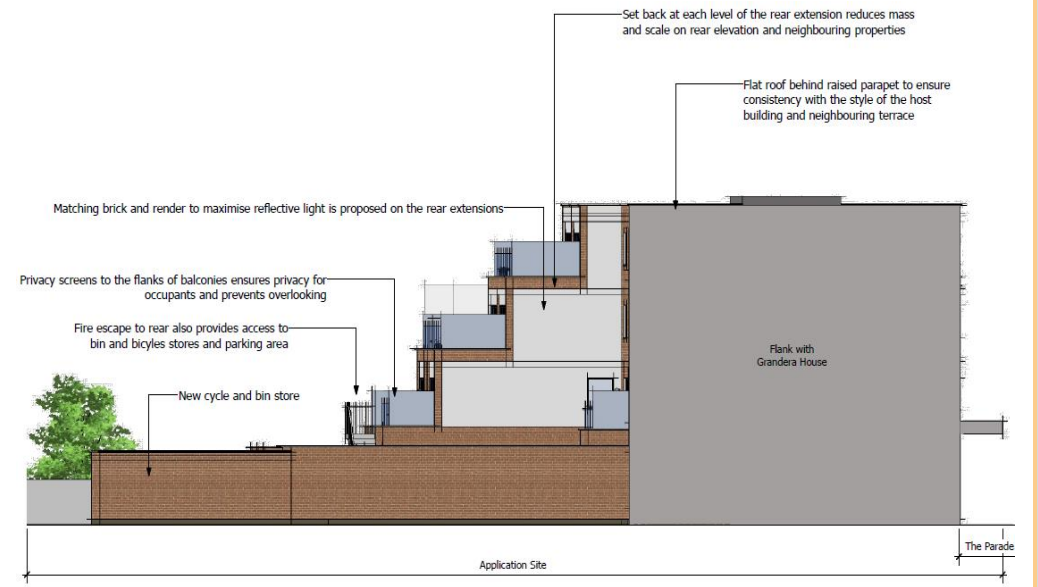 Set back at each level of the rear extension reduces mass
and scale on rear elevation and neighbouring properties
Flat roof behind raised parapet to ensure
consistency with the style of the host
building and neighbouring terrace
Matching brick and render to maximise reflective light is proposed on the rear extensions
Privacy screens to the flanks of balconies ensures privacy for
occupants and prevents overlooking
Fire escape to rear also provides access to
bin and bicyles stores and parking area
Flank with
Grandera House
New cycle and bin store
The Parade
Application Site